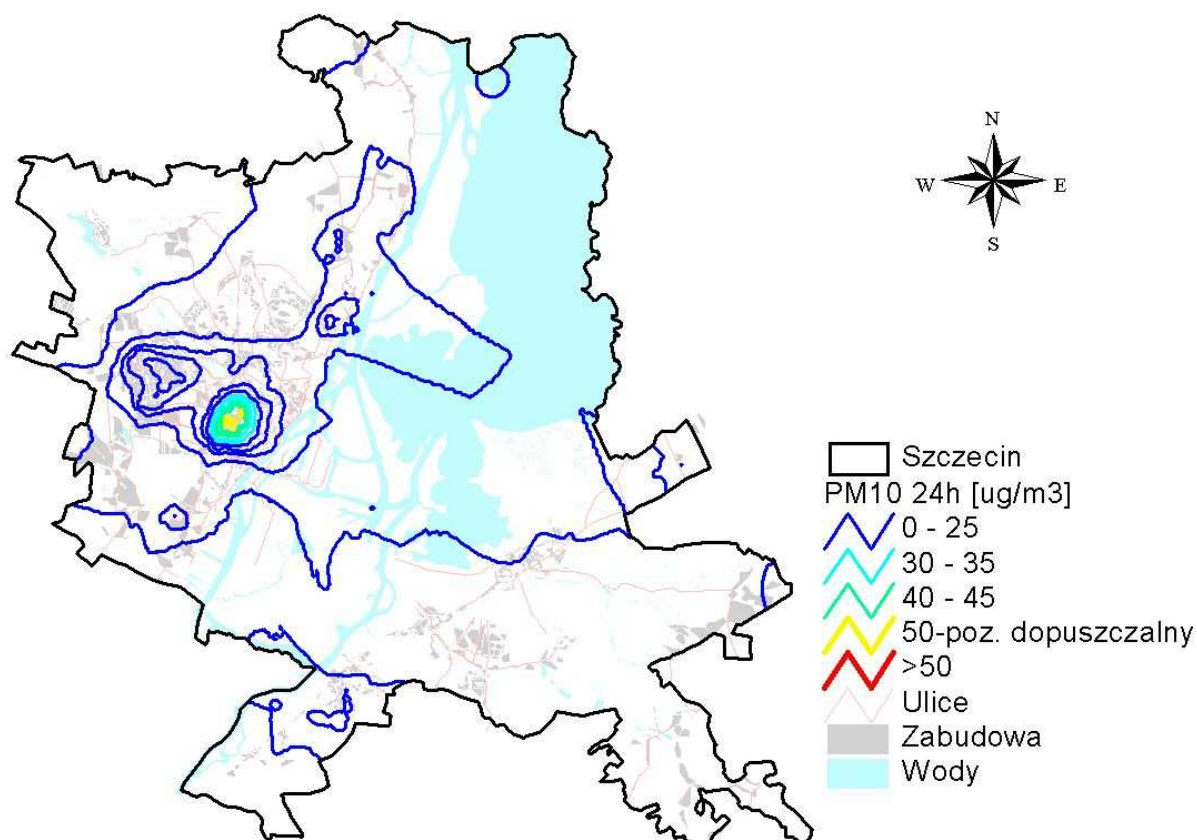 N
W E
S
Szczecin
PM10 24h [ug/m3]
0 - 25
30 - 35
40 - 45
50-poz. dopuszczalny
>50
Ulice
Zabudowa
Wody